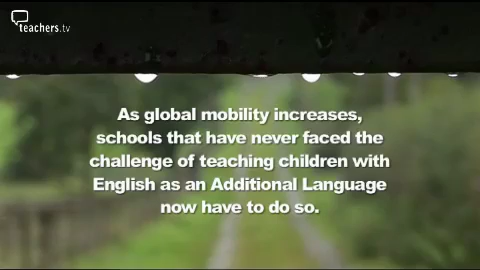 teachers.tv
As global mobility increases,
schools that have never faced the
challenge of teaching children with
English as an Additional Language
now have to do so.